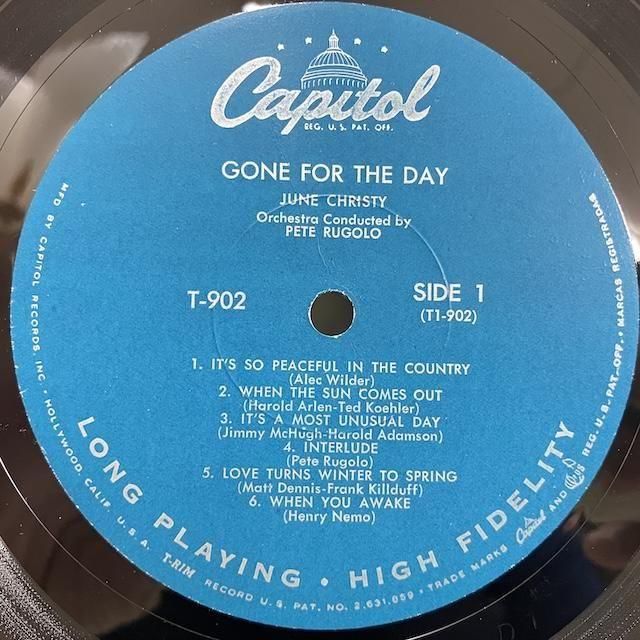 Capitol
REG. U.S. PAT. OFF.
GONE FOR THE DAY
JUNE CHRISTY
Orchestra Conducted by
PETE RUGOLO
T-902
SIDE 1
(T1-902)
1. IT'S SO PEACEFUL IN THE COUNTRY
(Alec Wilder)
2. WHEN THE SUN COMES OUT
(Harold Arlen-Ted Koehler)
3. IT'S A MOST UNUSUAL DAY
(Jimmy McHugh-Harold Adamson)
4. INTERLUDE
(Pete Rugolo)
5. LOVE TURNS WINTER TO SPRING
(Matt Dennis-Frank Killduff)
6. WHEN YOU AWAKE
(Henry Nemo)
LONG PLAYING • HIGH FIDELITY
MFD BY CAPITOL RECORDS, INC. • HOLLYWOOD, CALIF. U.S.A. T-RIM RECORD U.S. PAT. NO. 2,631,859 • TRADE MARKS Capitol AND REG. U.S. PAT. OFF. • MARCAS REGISTRADAS